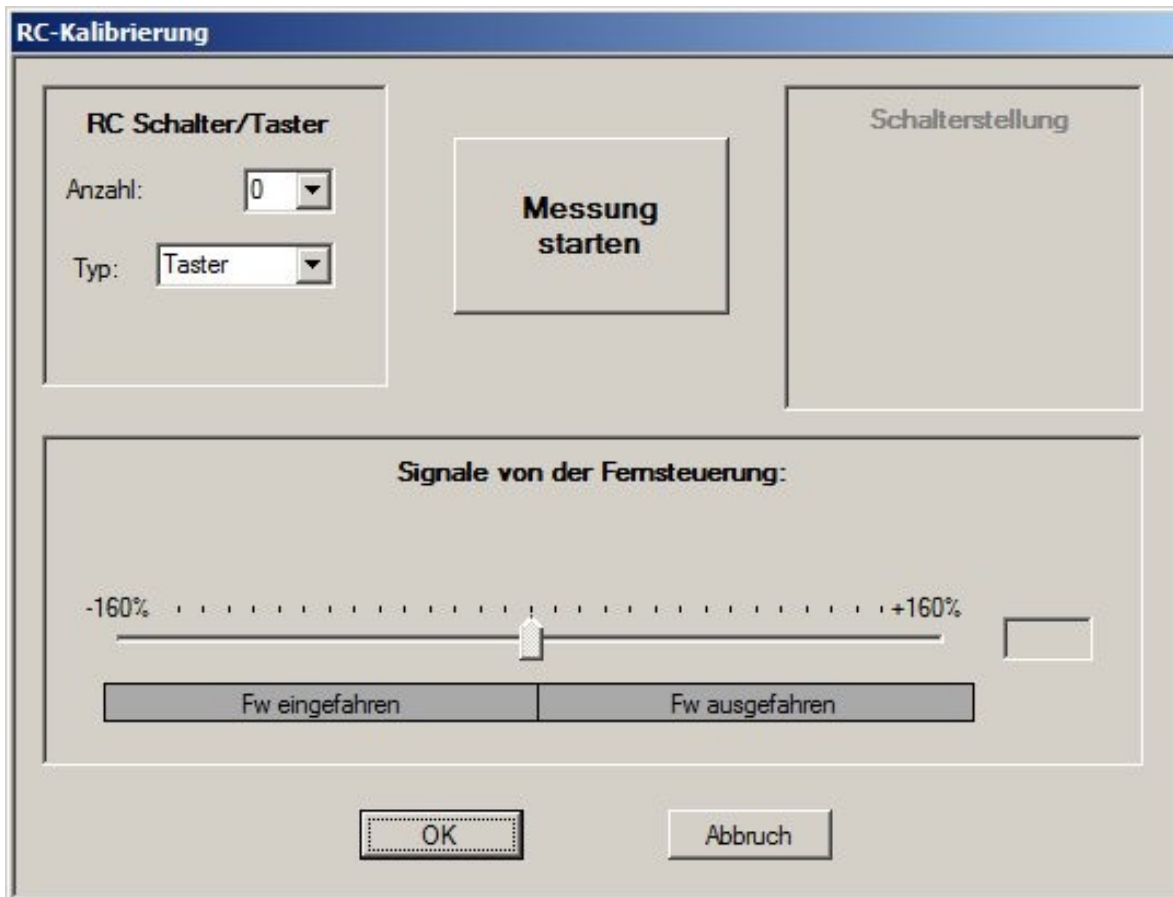 RC-Kalibrierung
RC Schalter/Taster
Anzahl:
0
Typ:
Taster
Messung
starten
Schalterstellung
Signale von der Fernsteuerung:
-160%
+160%
Fw eingefahren
Fw ausgefahren
OK
Abbruch